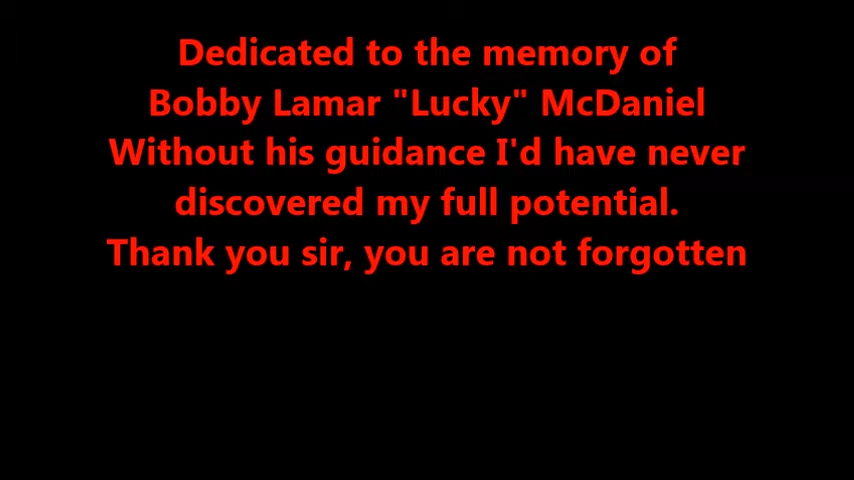 Dedicated to the memory of
Bobby Lamar "Lucky" McDaniel
Without his guidance I'd have never
discovered my full potential.
Thank you sir, you are not forgotten